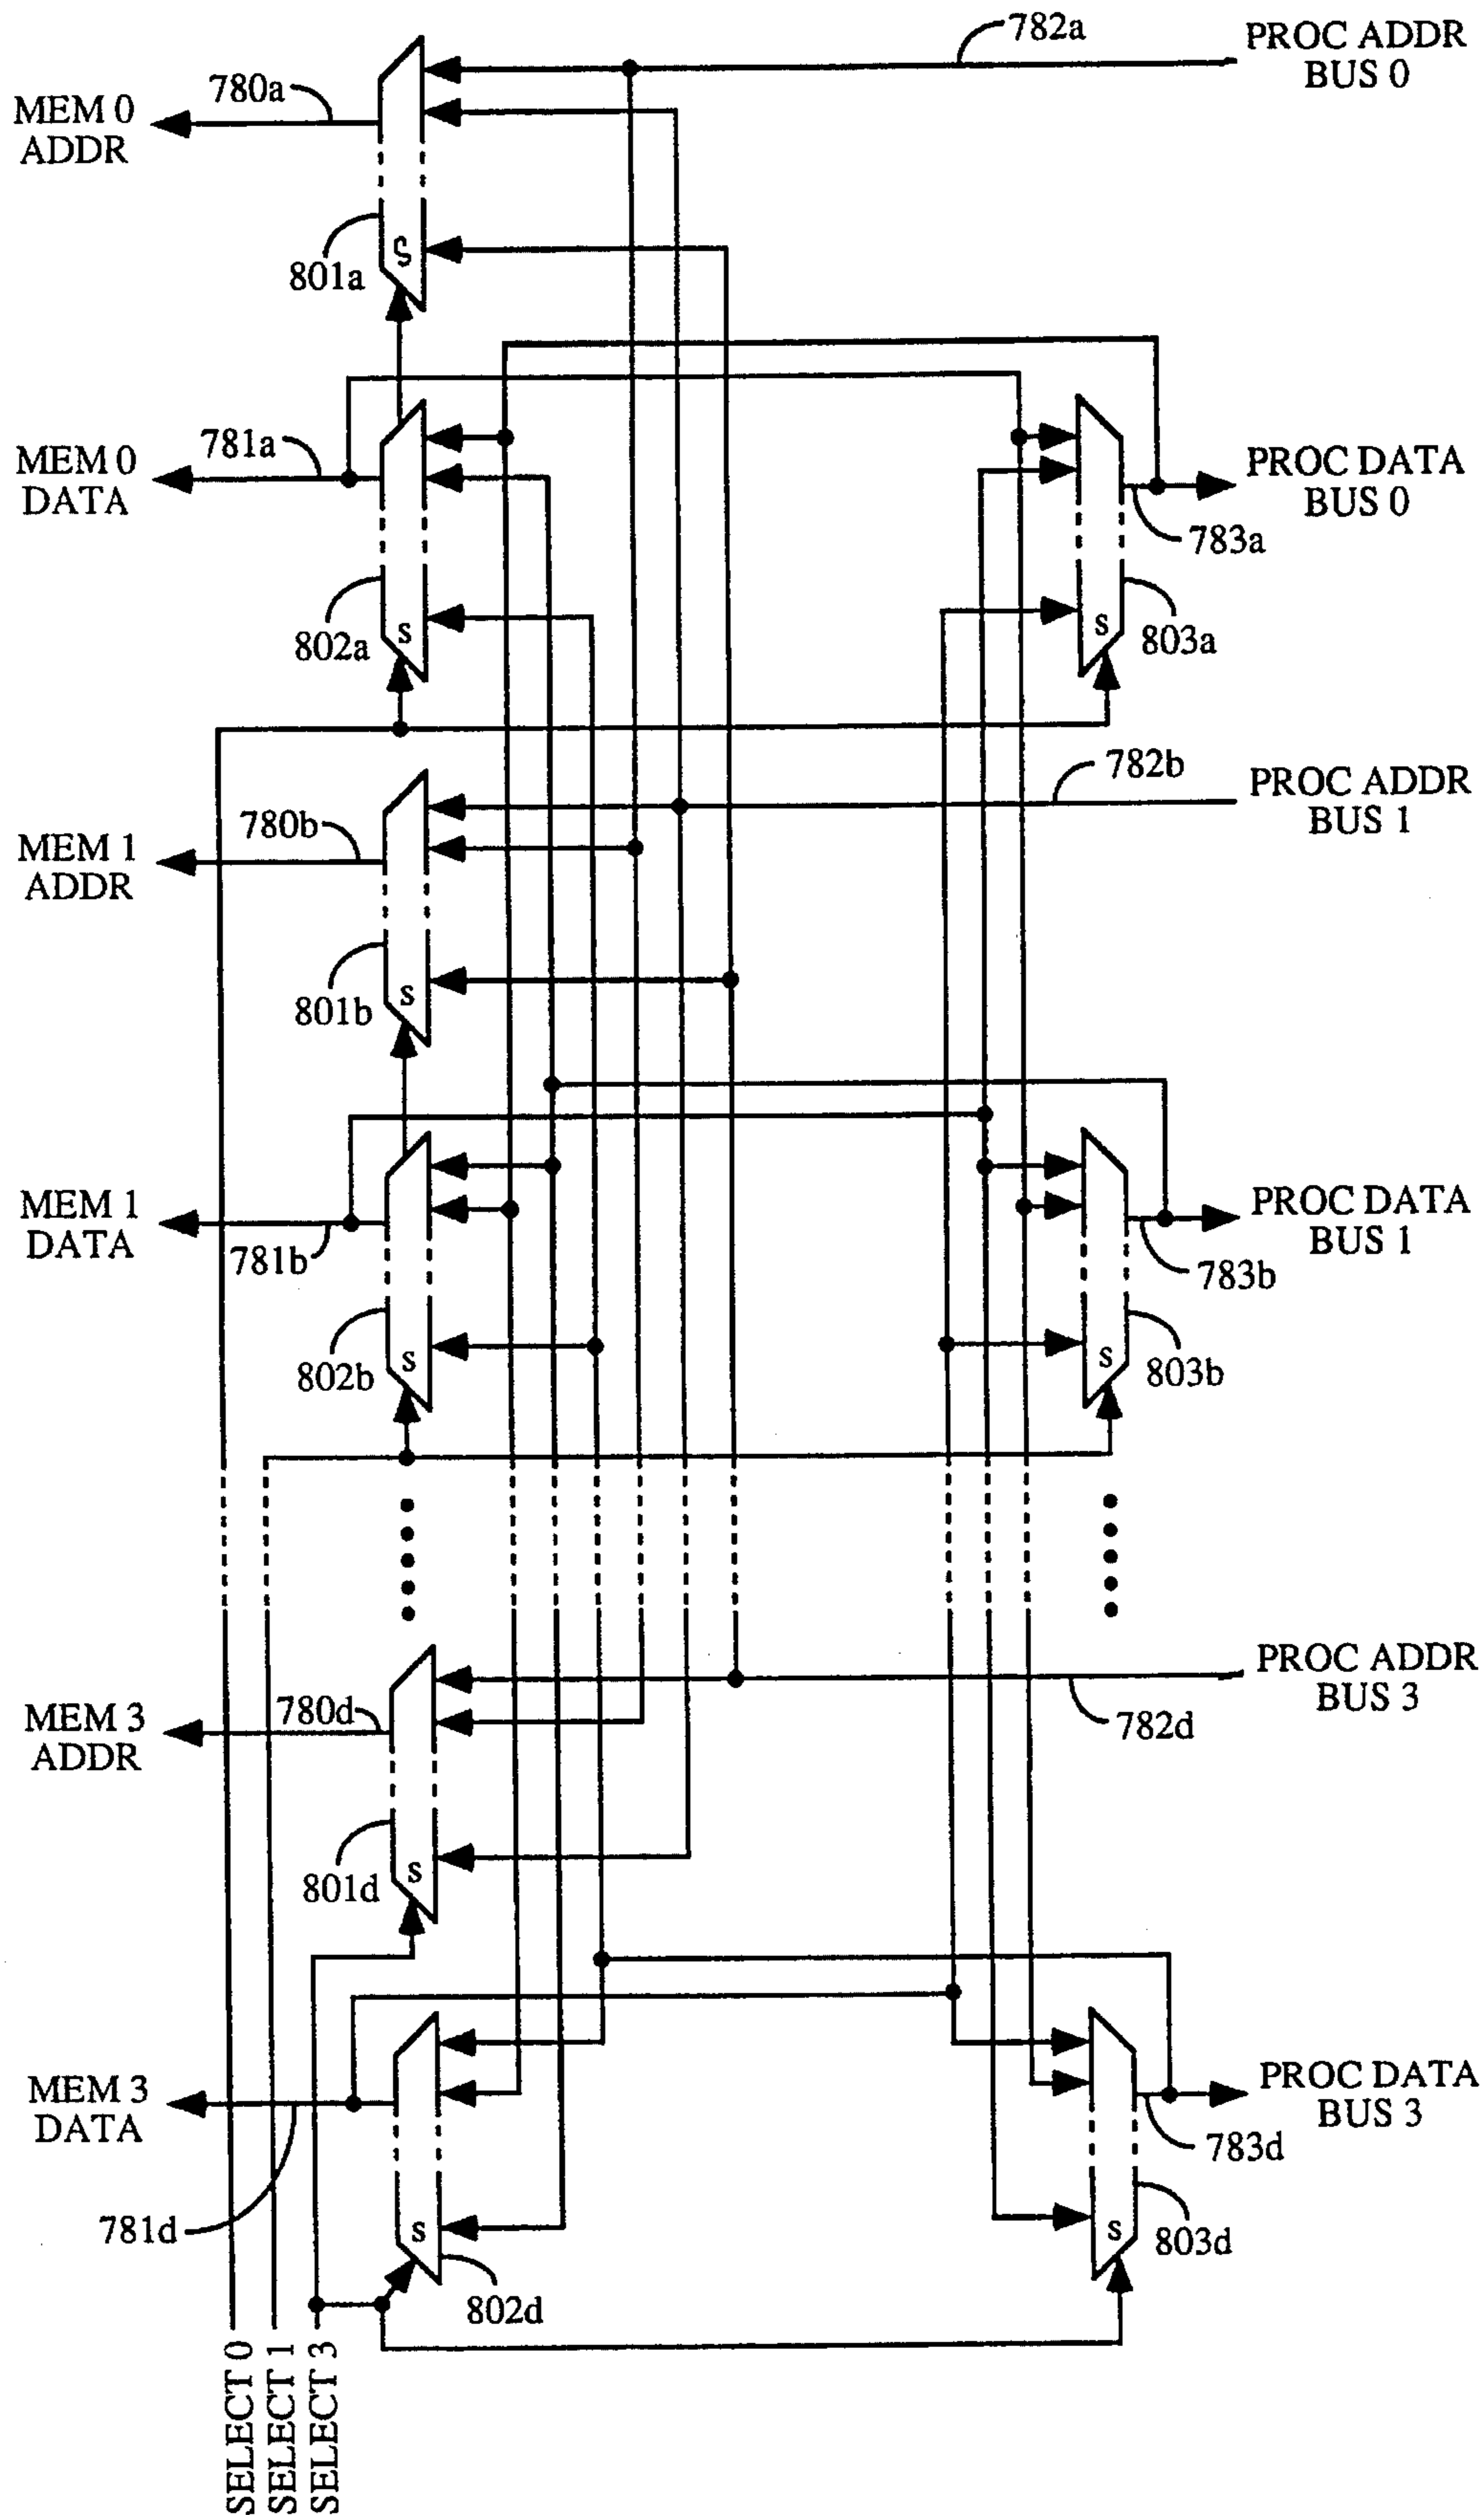 782a
PROC ADDR
BUS 0
780a
MEM 0
ADDR
801a
S
781a
MEM 0
DATA
PROC DATA
BUS 0
783a
802a
S
803a
S
782b
PROC ADDR
BUS 1
780b
MEM 1
ADDR
801b
S
MEM 1
DATA
781b
PROC DATA
BUS 1
783b
802b
S
803b
S
PROC ADDR
BUS 3
782d
780d
MEM 3
ADDR
801d
S
MEM 3
DATA
781d
PROC DATA
BUS 3
783d
S
802d
S
803d
SELECT 0
SELECT 1
SELECT 3